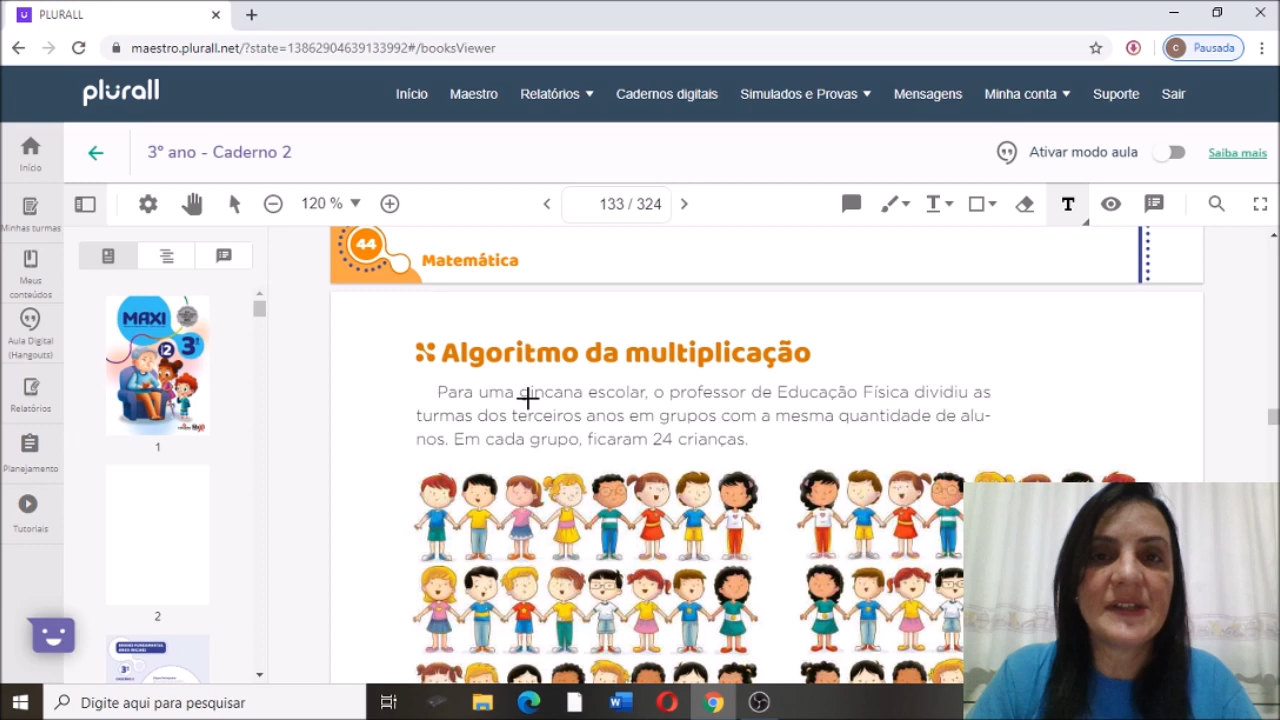 PLURALL
maestro.plurall.net/?state=13862904639133992#/booksViewer
Pausada
plurall
Início
Maestro
Relatórios
Cadernos digitais
Simulados e Provas
Mensagens
Minha conta
Suporte
Sair
3º ano - Caderno 2
Ativar modo aula
Saiba mais
120 %
133 / 324
Início
Minhas turmas
Meus
conteúdos
Aula Digital
(Hangouts)
Relatórios
Planejamento
Tutoriais
MAXI
2
3º
1
2
44
Matemática
Algoritmo da multiplicação
Para uma gincana escolar, o professor de Educação Física dividiu as
turmas dos terceiros anos em grupos com a mesma quantidade de alu-
nos. Em cada grupo, ficaram 24 crianças.
Digite aqui para pesquisar